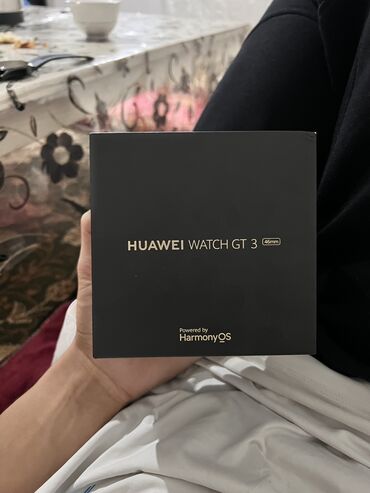 HUAWEI WATCH GT 3 46mm
Powered by
HarmonyOS